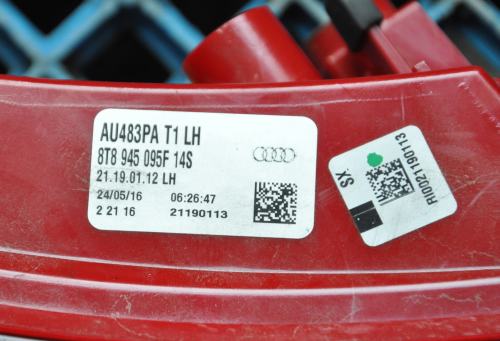 AU483PA T1 LH
8T8 945 095F 14S
21.19.01.12 LH
24/05/16 06:26:47
2 21 16 21190113
SX
RI00021190113